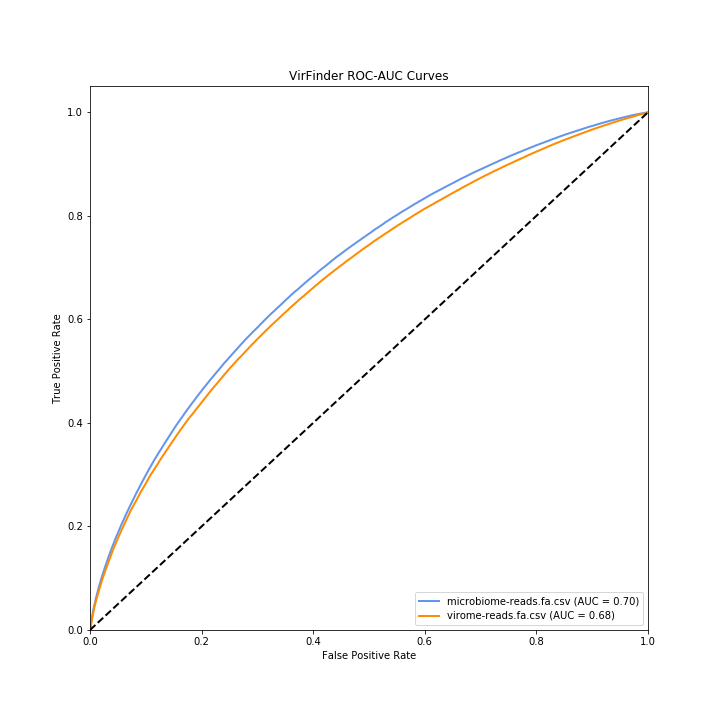 VirFinder ROC-AUC Curves
1.0
0.8
0.6
0.4
0.2
0.0
True Positive Rate
0.0 0.2 0.4 0.6 0.8 1.0
False Positive Rate
microbiome-reads.fa.csv (AUC = 0.70)
virome-reads.fa.csv (AUC = 0.68)